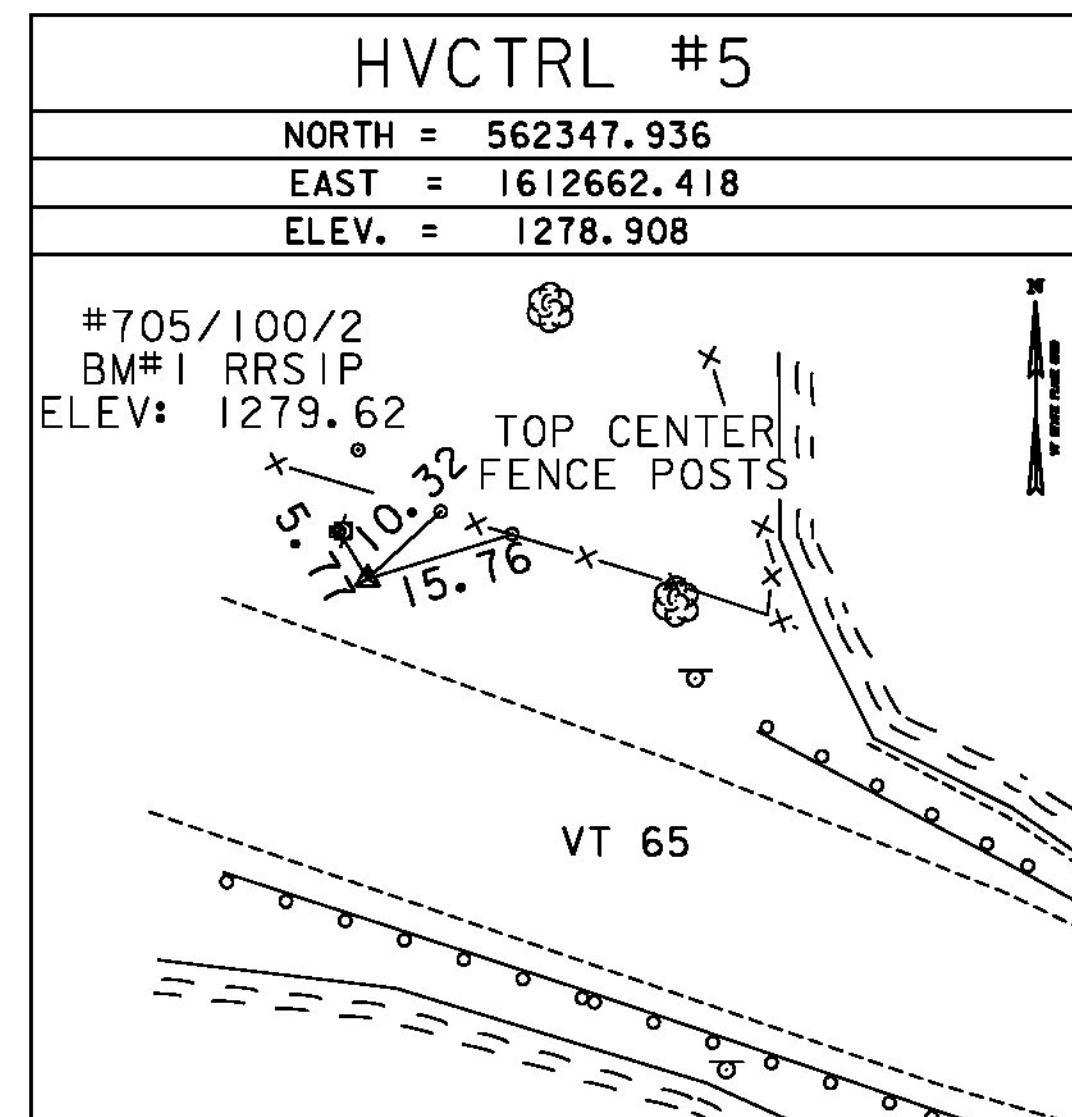 HVCTRL #5
NORTH = 562347.936
EAST = 1612662.418
ELEV. = 1278.908
N
#705/100/2
BM#1 RRSIP
ELEV: 1279.62
TOP CENTER
FENCE POSTS
10.32
5.77
15.76
VT 65